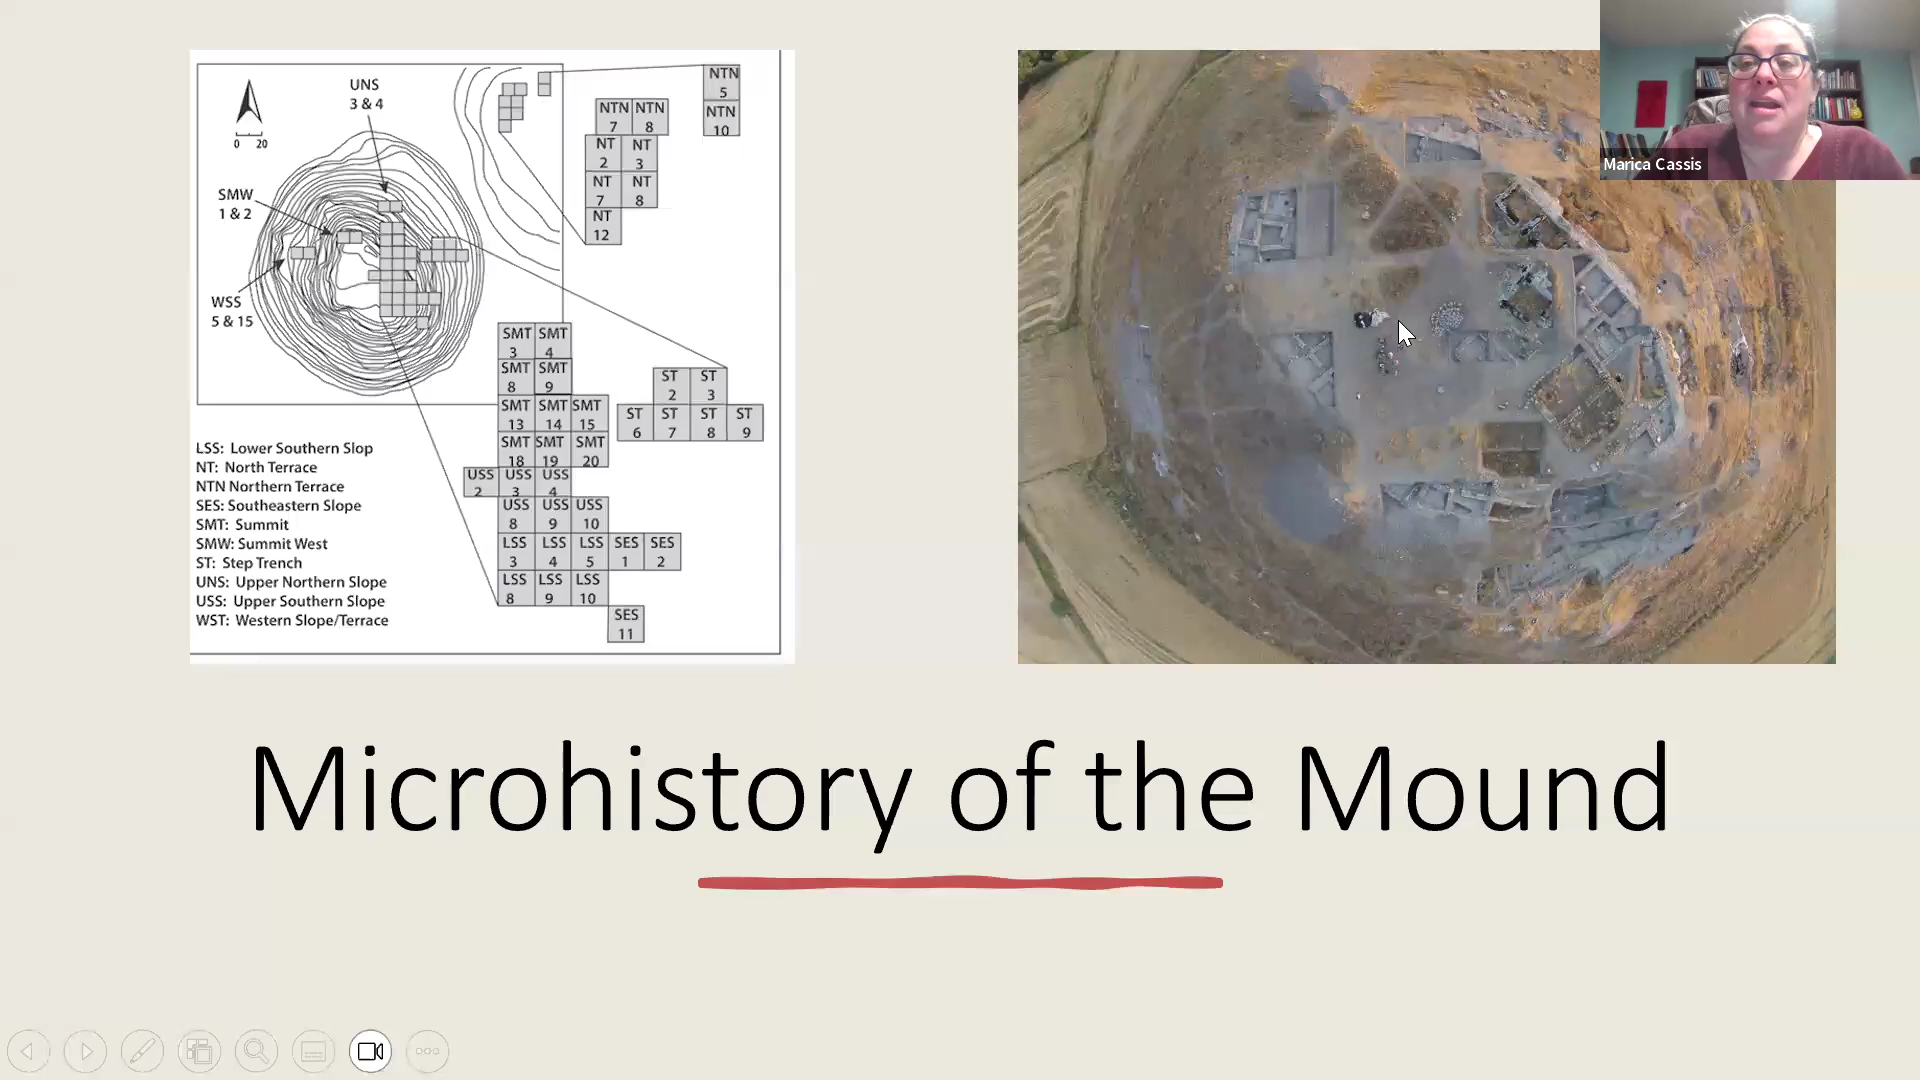 UNS
3 & 4
0 20
SMW
1 & 2
WSS
5 & 15
NTN
5
NTN
10
NTN NTN
7 8
NT NT
2 3
NT NT
7 8
NT
12
SMT SMT
3 4
SMT SMT
8 9
SMT SMT SMT
13 14 15
SMT SMT SMT
18 19 20
USS USS USS
2 3 4
USS USS USS
8 9 10
LSS LSS LSS SES SES
3 4 5 1 2
LSS LSS LSS
8 9 10
SES
11
ST ST
2 3
ST ST ST ST
6 7 8 9
LSS: Lower Southern Slop
NT: North Terrace
NTN Northern Terrace
SES: Southeastern Slope
SMT: Summit
SMW: Summit West
ST: Step Trench
UNS: Upper Northern Slope
USS: Upper Southern Slope
WST: Western Slope/Terrace
Marica Cassis
Microhistory of the Mound